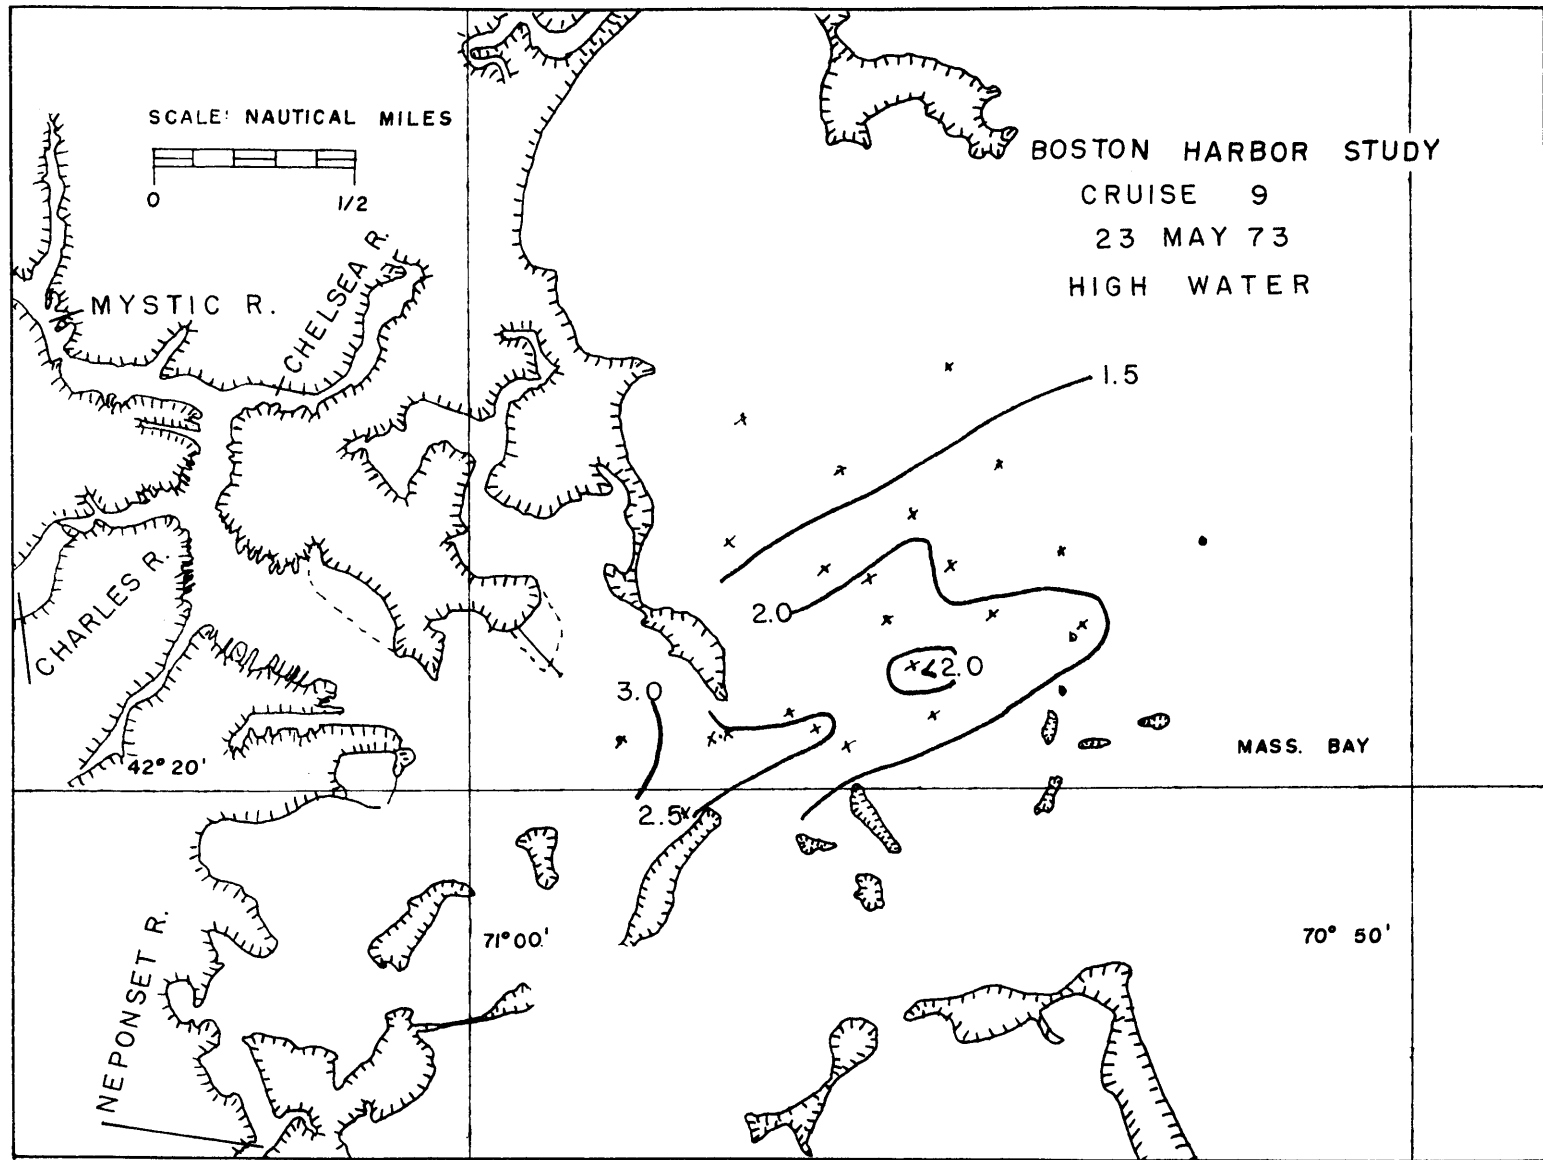 SCALE: NAUTICAL MILES
0 1/2
BOSTON HARBOR STUDY
CRUISE 9
23 MAY 73
HIGH WATER
MYSTIC R.
CHELSEA R.
CHARLES R.
1.5
2.0
<2.0
3.0
2.5
42° 20'
MASS. BAY
71° 00'
70° 50'
NEPONSET R.